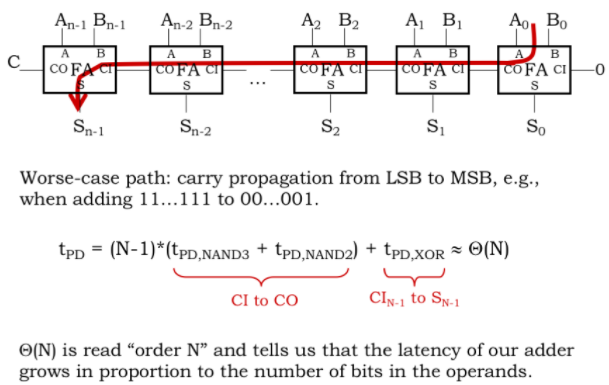 Aₙ₋₁ Bₙ₋₁ Aₙ₋₂ Bₙ₋₂ A₂ B₂ A₁ B₁ A₀ B₀
A B A B A B A B A B
C CO FA CI CO FA CI ... CO FA CI CO FA CI CO FA CI 0
S S S S S
Sₙ₋₁ Sₙ₋₂ S₂ S₁ S₀
Worse-case path: carry propagation from LSB to MSB, e.g.,
when adding 11…111 to 00…001.
tPD = (N-1)*(tPD,NAND3 + tPD,NAND2) + tPD,XOR ≈ Θ(N)
CI to CO CIN-1 to SN-1
Θ(N) is read “order N” and tells us that the latency of our adder
grows in proportion to the number of bits in the operands.